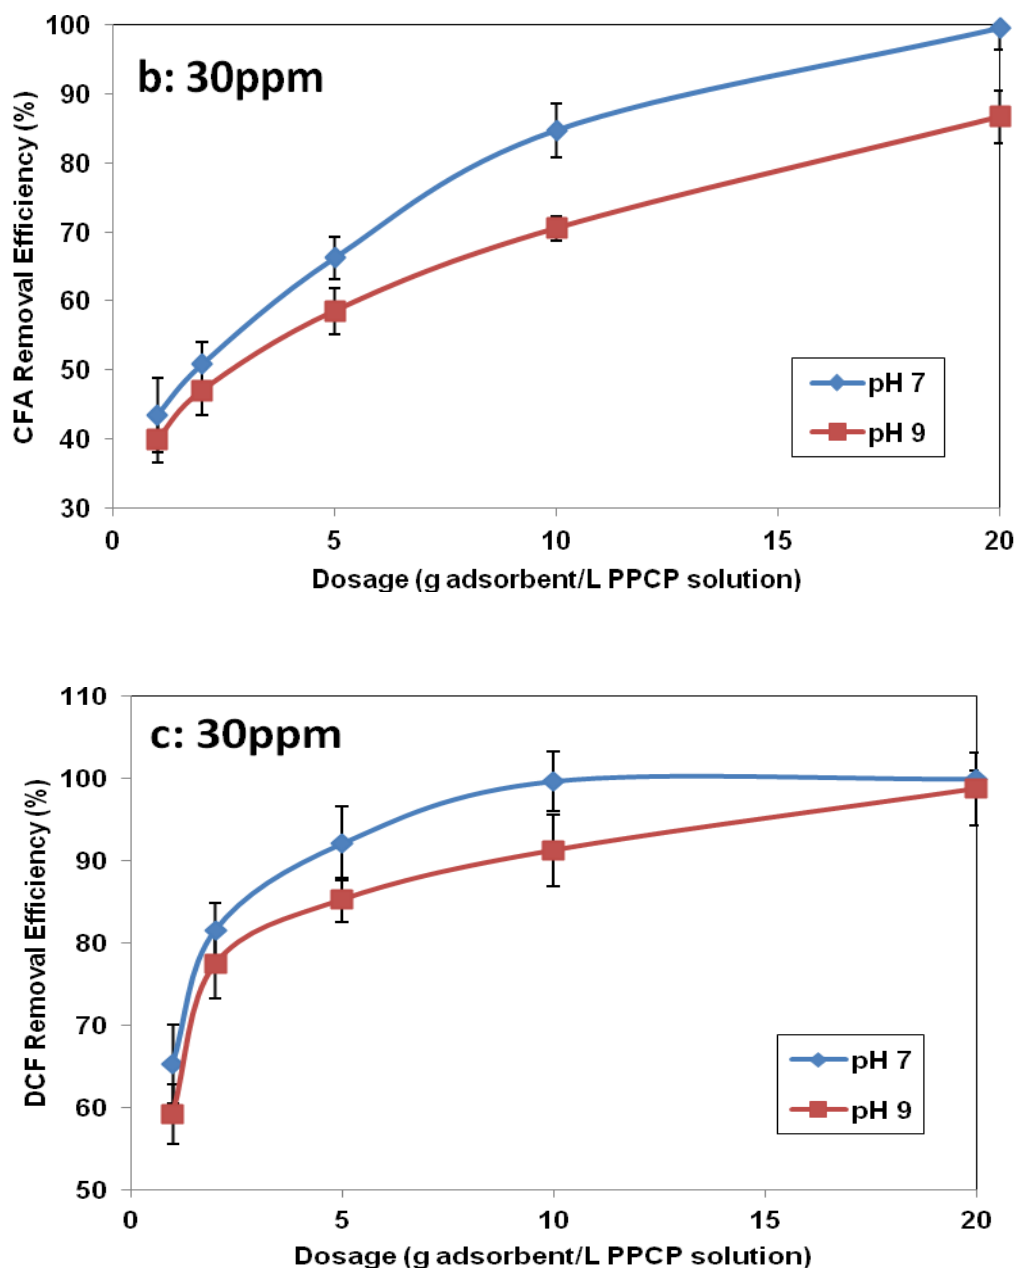 b: 30ppm
CFA Removal Efficiency (%)
100
90
80
70
60
50
40
30
0
5
10
15
20
Dosage (g adsorbent/L PPCP solution)
pH 7
pH 9
c: 30ppm
DCF Removal Efficiency (%)
110
100
90
80
70
60
50
0
5
10
15
20
Dosage (g adsorbent/L PPCP solution)
pH 7
pH 9